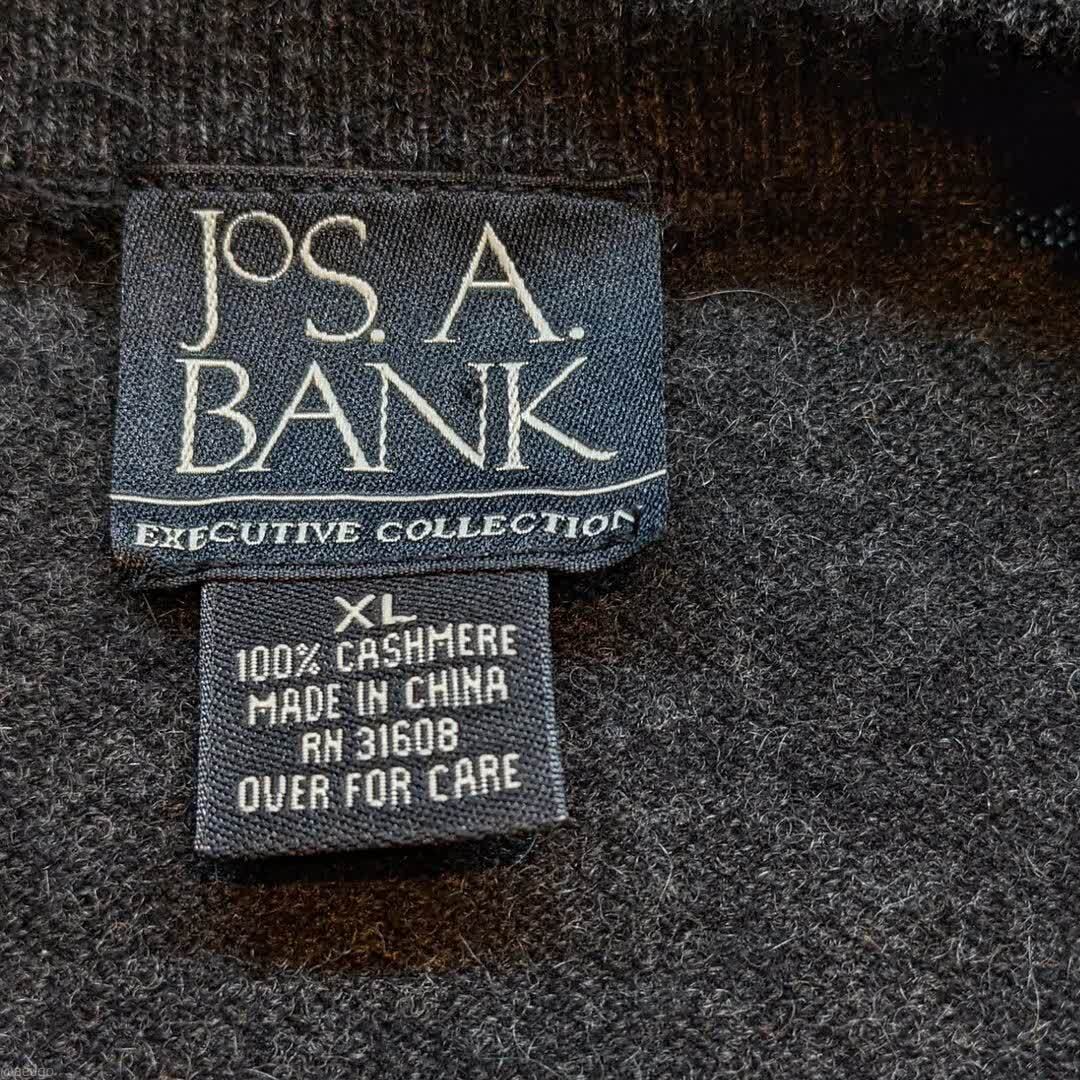 JOS. A.
BANK
EXECUTIVE COLLECTION
XL
100% CASHMERE
MADE IN CHINA
RN 31608
OVER FOR CARE